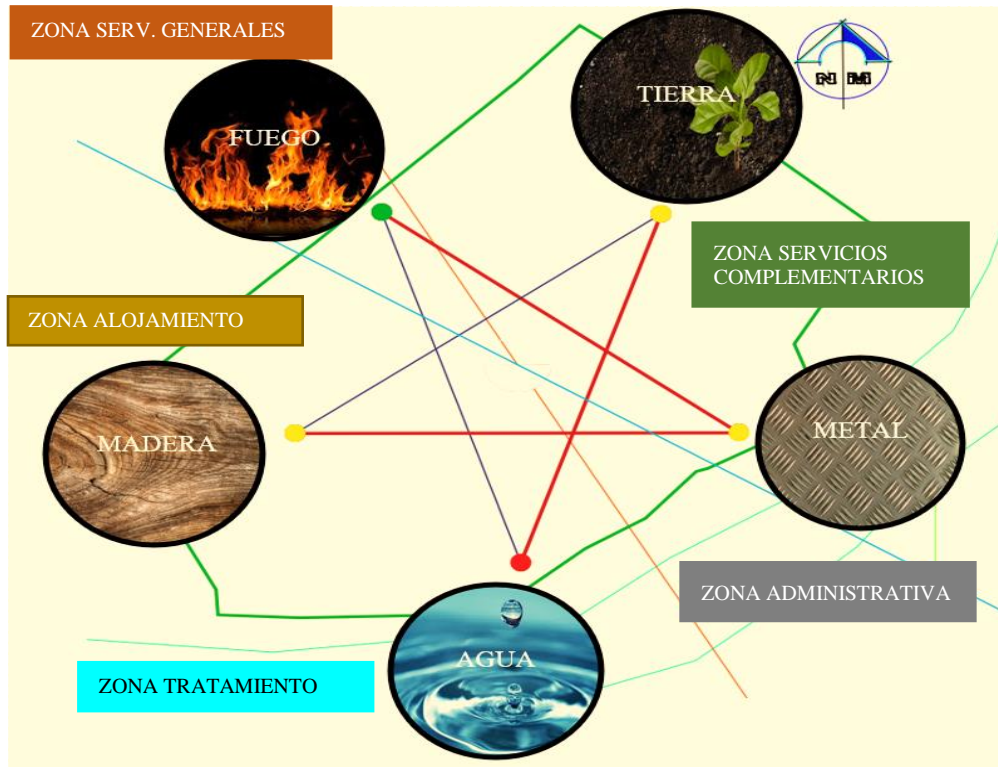 ZONA SERV. GENERALES
FUEGO
TIERRA
ZONA SERVICIOS
COMPLEMENTARIOS
ZONA ALOJAMIENTO
MADERA
METAL
ZONA ADMINISTRATIVA
AGUA
ZONA TRATAMIENTO